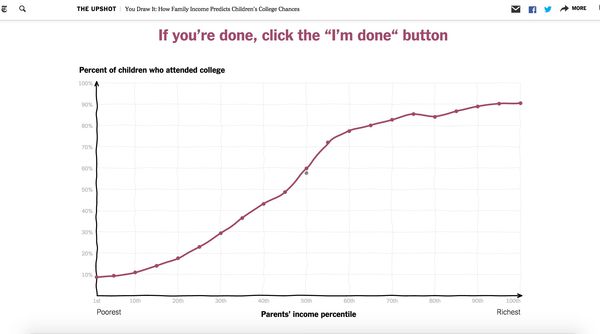 THE UPSHOT | You Draw It: How Family Income Predicts Children's College Chances
MORE
If you're done, click the “I'm done“ button
Percent of children who attended college
100%
90%
80%
70%
60%
50%
40%
30%
20%
10%
1st 10th 20th 30th 40th 50th 60th 70th 80th 90th 100th
Poorest Parents' income percentile Richest